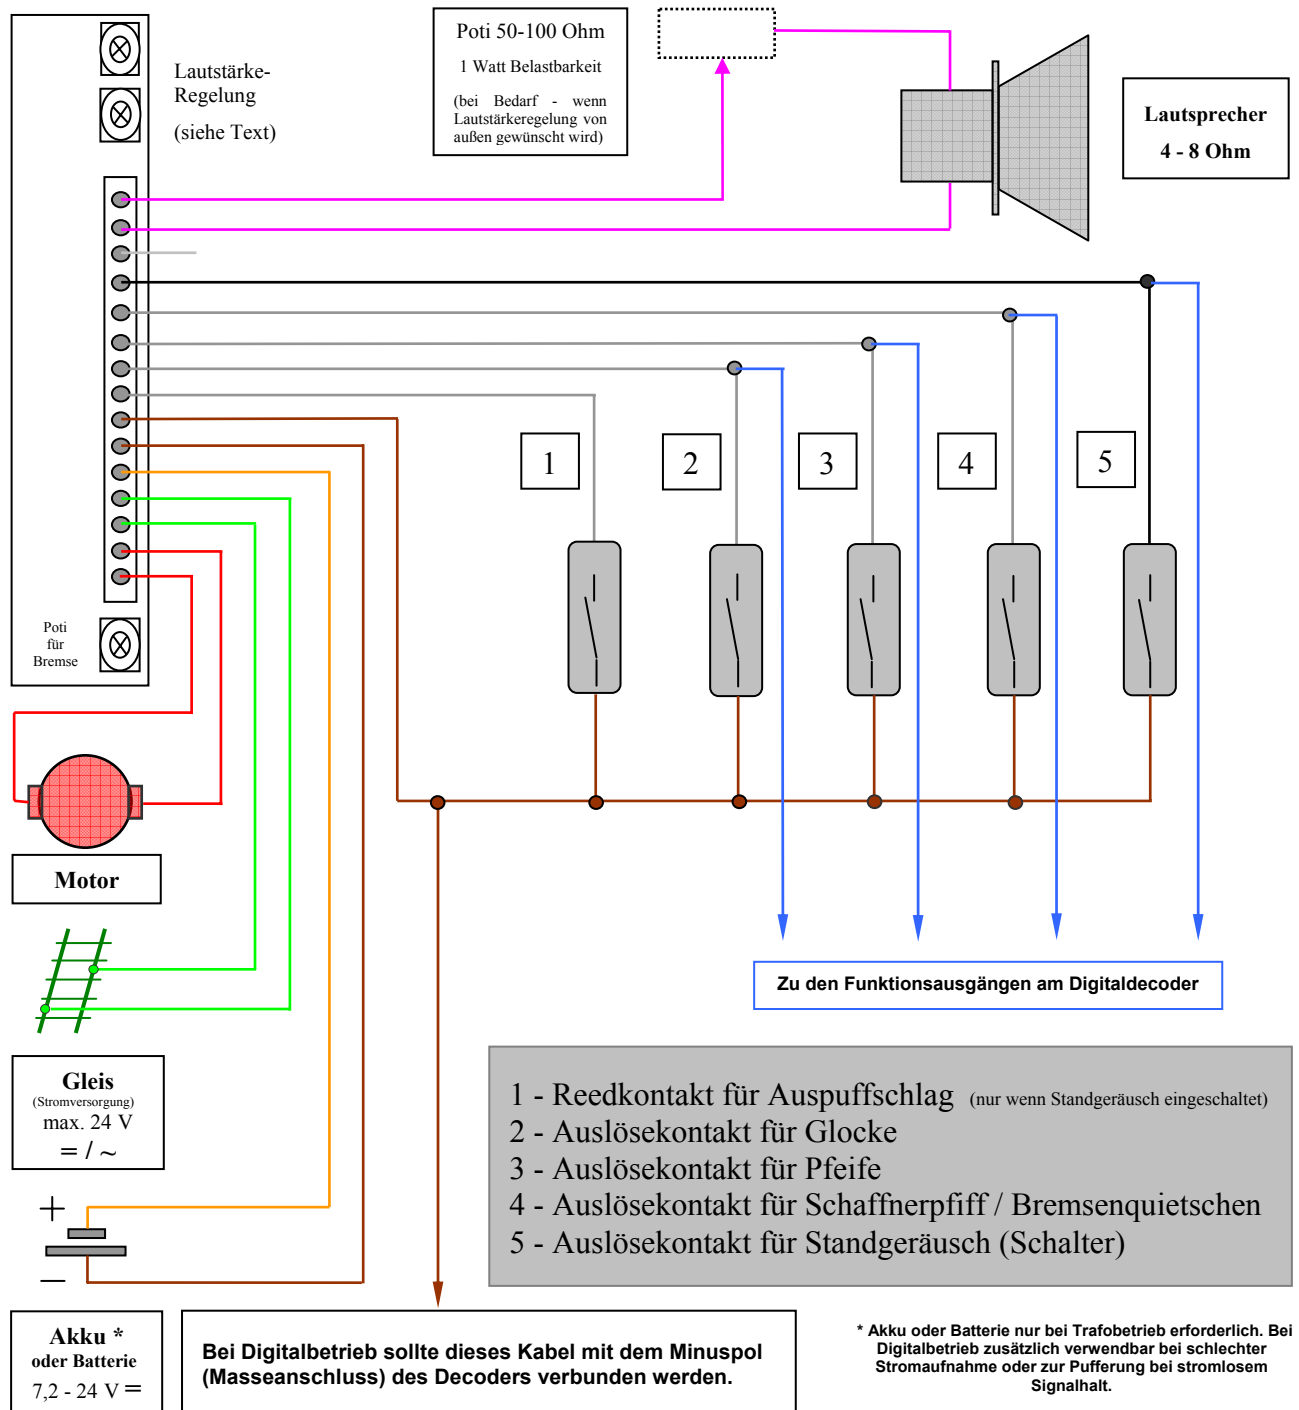 Poti 50-100 Ohm
1 Watt Belastbarkeit
(bei Bedarf - wenn
Lautstärkeregelung von
außen gewünscht wird)
Lautstärke-
Regelung
(siehe Text)
Lautsprecher
4 - 8 Ohm
1
2
3
4
5
Poti
für
Bremse
Motor
Zu den Funktionsausgängen am Digitaldecoder
Gleis
(Stromversorgung)
max. 24 V
= / ~
1 - Reedkontakt für Auspuffschlag (nur wenn Standgeräusch eingeschaltet)
2 - Auslösekontakt für Glocke
3 - Auslösekontakt für Pfeife
4 - Auslösekontakt für Schaffnerpfiff / Bremsenquietschen
5 - Auslösekontakt für Standgeräusch (Schalter)
+
–
Akku *
oder Batterie
7,2 - 24 V =
Bei Digitalbetrieb sollte dieses Kabel mit dem Minuspol
(Masseanschluss) des Decoders verbunden werden.
* Akku oder Batterie nur bei Trafobetrieb erforderlich. Bei
Digitalbetrieb zusätzlich verwendbar bei schlechter
Stromaufnahme oder zur Pufferung bei stromlosem
Signalhalt.